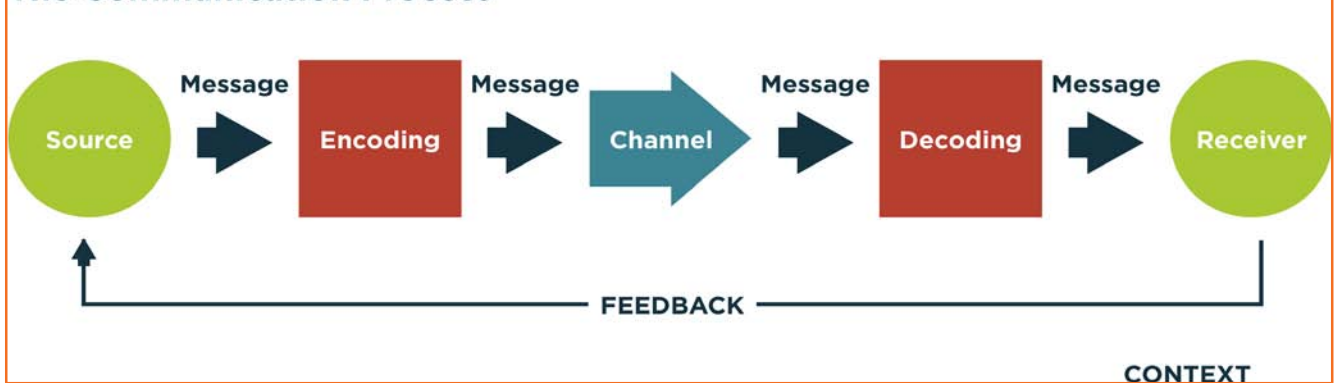 Message Message Message Message
Source Encoding Channel Decoding Receiver
FEEDBACK
CONTEXT